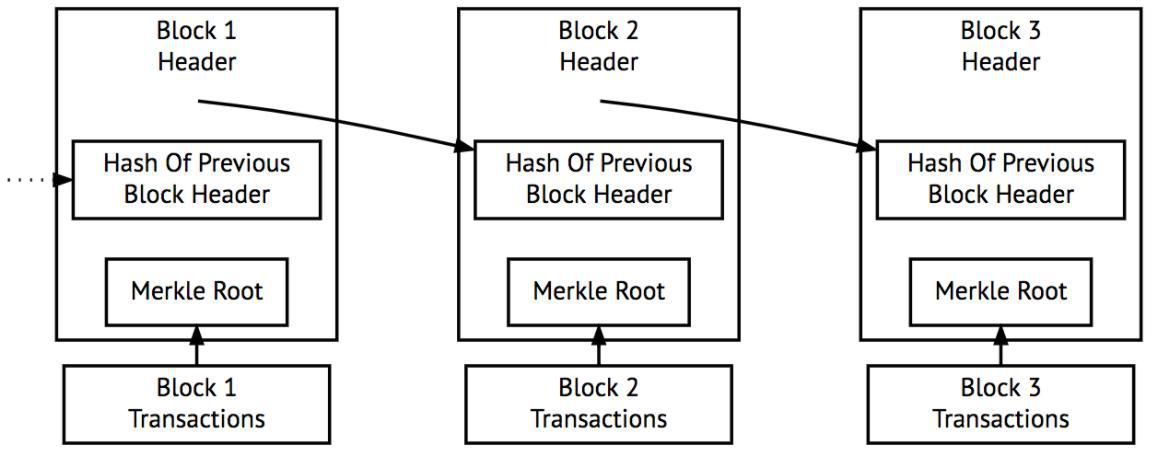 Block 1
Header
Hash Of Previous
Block Header
Merkle Root
Block 1
Transactions
Block 2
Header
Hash Of Previous
Block Header
Merkle Root
Block 2
Transactions
Block 3
Header
Hash Of Previous
Block Header
Merkle Root
Block 3
Transactions